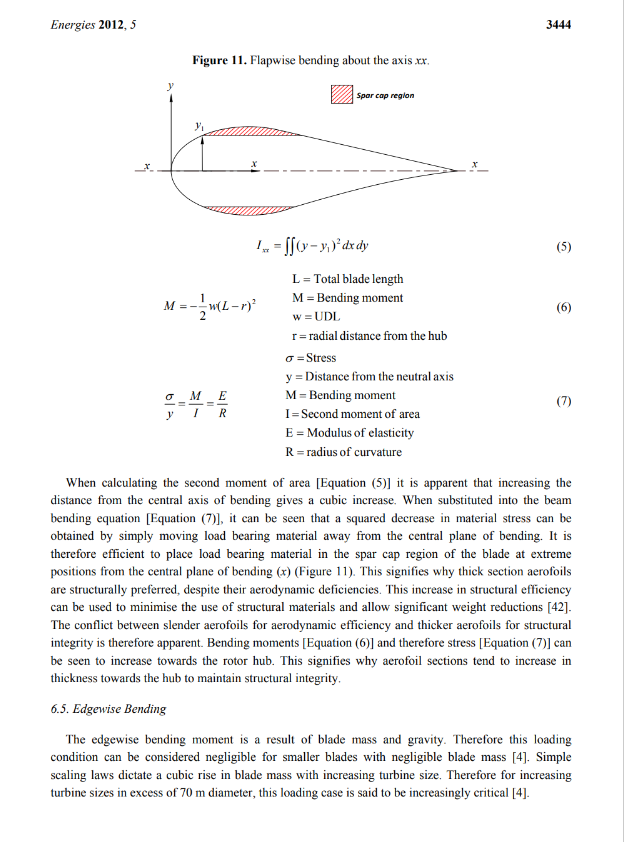 Energies 2012, 5
3444
Figure 11. Flapwise bending about the axis xx.
y
Spar cap region
y₁
x
x
x
I_xx = ∬(y − y₁)² dx dy
(5)
M = −1/2 w(L − r)²
L = Total blade length
M = Bending moment
w = UDL
r = radial distance from the hub
(6)
σ/y = M/I = E/R
σ = Stress
y = Distance from the neutral axis
M = Bending moment
I = Second moment of area
E = Modulus of elasticity
R = radius of curvature
(7)
When calculating the second moment of area [Equation (5)] it is apparent that increasing the
distance from the central axis of bending gives a cubic increase. When substituted into the beam
bending equation [Equation (7)], it can be seen that a squared decrease in material stress can be
obtained by simply moving load bearing material away from the central plane of bending. It is
therefore efficient to place load bearing material in the spar cap region of the blade at extreme
positions from the central plane of bending (x) (Figure 11). This signifies why thick section aerofoils
are structurally preferred, despite their aerodynamic deficiencies. This increase in structural efficiency
can be used to minimise the use of structural materials and allow significant weight reductions [42].
The conflict between slender aerofoils for aerodynamic efficiency and thicker aerofoils for structural
integrity is therefore apparent. Bending moments [Equation (6)] and therefore stress [Equation (7)] can
be seen to increase towards the rotor hub. This signifies why aerofoil sections tend to increase in
thickness towards the hub to maintain structural integrity.
6.5. Edgewise Bending
The edgewise bending moment is a result of blade mass and gravity. Therefore this loading
condition can be considered negligible for smaller blades with negligible blade mass [4]. Simple
scaling laws dictate a cubic rise in blade mass with increasing turbine size. Therefore for increasing
turbine sizes in excess of 70 m diameter, this loading case is said to be increasingly critical [4].